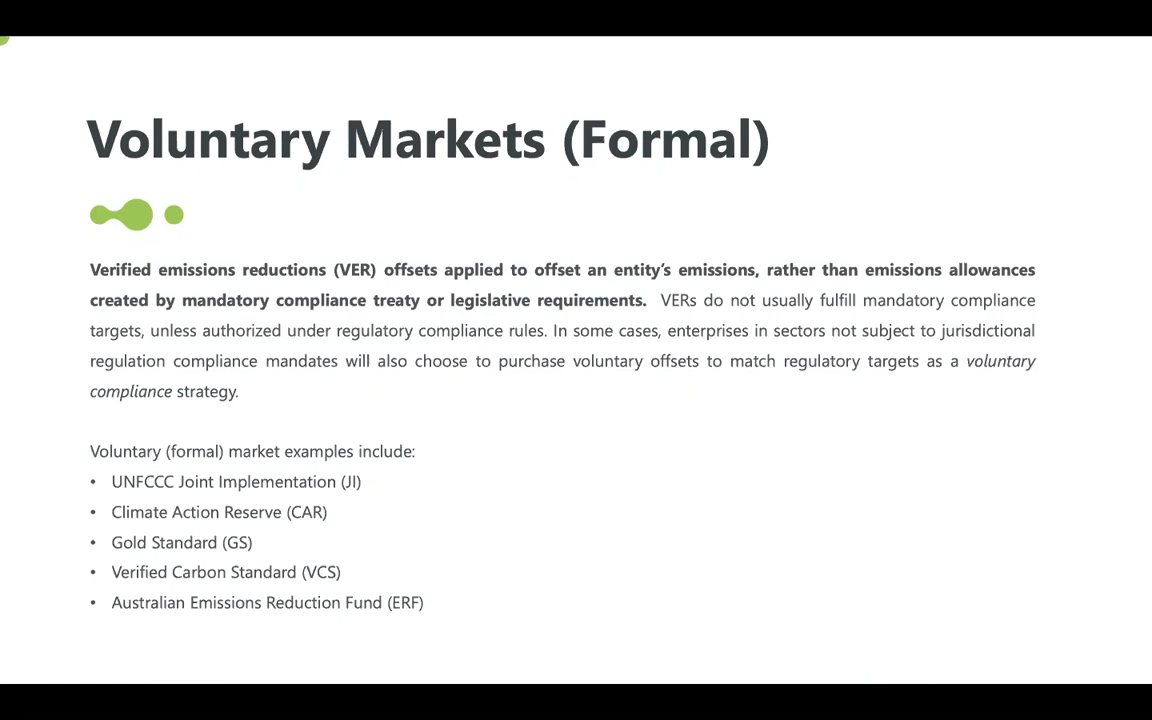 Voluntary Markets (Formal)
Verified emissions reductions (VER) offsets applied to offset an entity’s emissions, rather than emissions allowances
created by mandatory compliance treaty or legislative requirements. VERs do not usually fulfill mandatory compliance
targets, unless authorized under regulatory compliance rules. In some cases, enterprises in sectors not subject to jurisdictional
regulation compliance mandates will also choose to purchase voluntary offsets to match regulatory targets as a voluntary
compliance strategy.
Voluntary (formal) market examples include:
• UNFCCC Joint Implementation (JI)
• Climate Action Reserve (CAR)
• Gold Standard (GS)
• Verified Carbon Standard (VCS)
• Australian Emissions Reduction Fund (ERF)